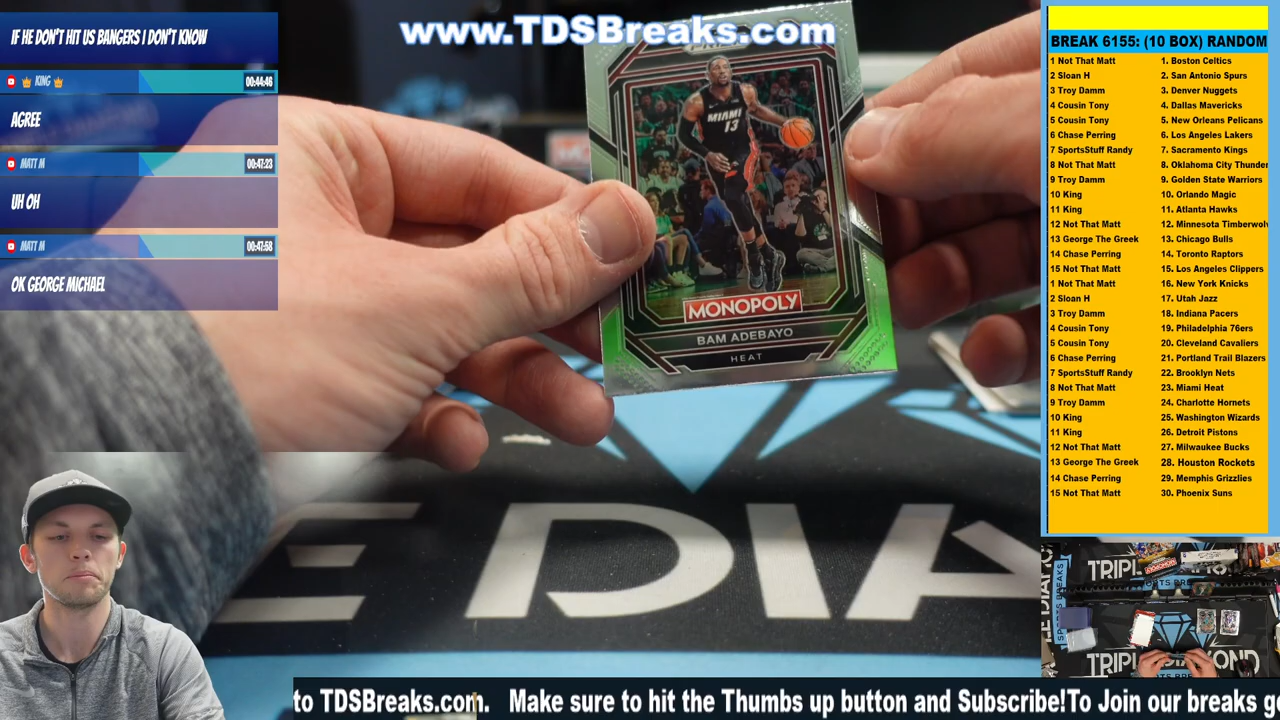 www.TDSBreaks.com
IF HE DON'T HIT US BANGERS I DON'T KNOW
KING 00:44:46
AGREE
MATT M 00:47:23
UH OH
MATT M 00:47:58
OK GEORGE MICHAEL
MIAMI
13
MONOPOLY
BAM ADEBAYO
HEAT
E DIA
BREAK 6155: (10 BOX) RANDOM
1 Not That Matt 1. Boston Celtics
2 Sloan H 2. San Antonio Spurs
3 Troy Damm 3. Denver Nuggets
4 Cousin Tony 4. Dallas Mavericks
5 Cousin Tony 5. New Orleans Pelicans
6 Chase Perring 6. Los Angeles Lakers
7 SportsStuff Randy 7. Sacramento Kings
8 Not That Matt 8. Oklahoma City Thunder
9 Troy Damm 9. Golden State Warriors
10 King 10. Orlando Magic
11 King 11. Atlanta Hawks
12 Not That Matt 12. Minnesota Timberwolv
13 George The Greek 13. Chicago Bulls
14 Chase Perring 14. Toronto Raptors
15 Not That Matt 15. Los Angeles Clippers
1 Not That Matt 16. New York Knicks
2 Sloan H 17. Utah Jazz
3 Troy Damm 18. Indiana Pacers
4 Cousin Tony 19. Philadelphia 76ers
5 Cousin Tony 20. Cleveland Cavaliers
6 Chase Perring 21. Portland Trail Blazers
7 SportsStuff Randy 22. Brooklyn Nets
8 Not That Matt 23. Miami Heat
9 Troy Damm 24. Charlotte Hornets
10 King 25. Washington Wizards
11 King 26. Detroit Pistons
12 Not That Matt 27. Milwaukee Bucks
13 George The Greek 28. Houston Rockets
14 Chase Perring 29. Memphis Grizzlies
15 Not That Matt 30. Phoenix Suns
TRIPL
TRIPL DIAMOND
to TDSBreaks.com. Make sure to hit the Thumbs up button and Subscribe!To Join our breaks g